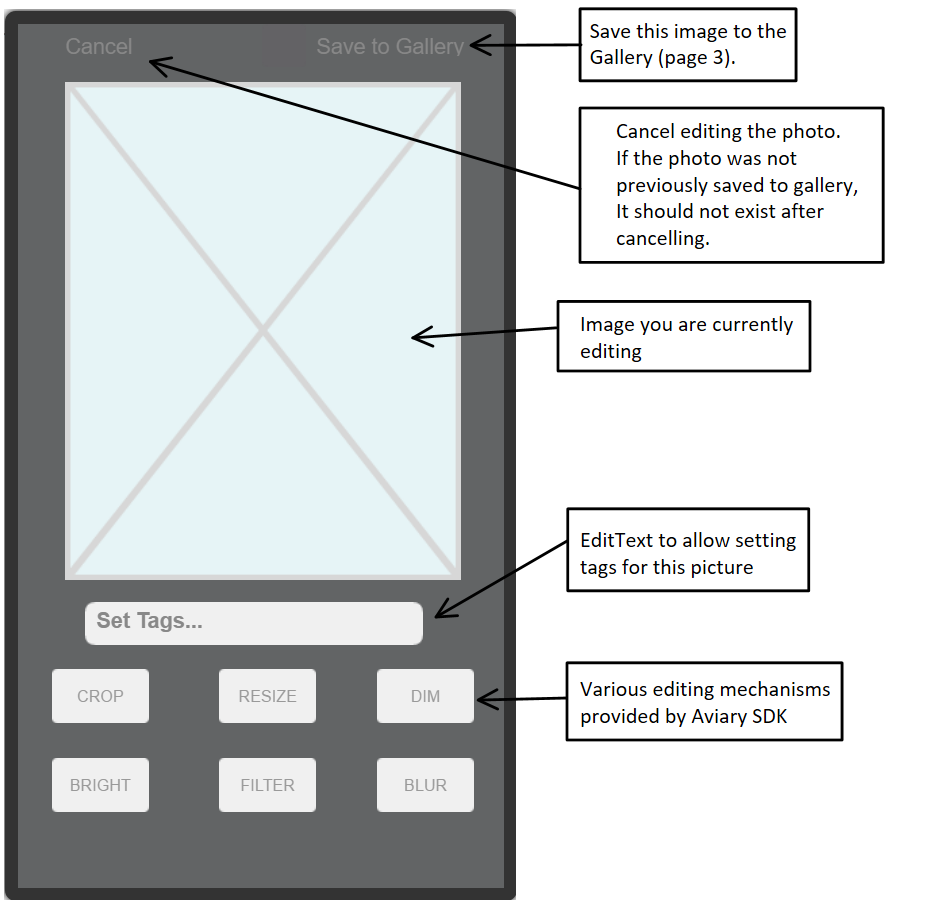 Cancel
Save to Gallery
Save this image to the
Gallery (page 3).
Cancel editing the photo.
If the photo was not
previously saved to gallery,
It should not exist after
cancelling.
Image you are currently
editing
EditText to allow setting
tags for this picture
Set Tags...
Various editing mechanisms
provided by Aviary SDK
CROP
RESIZE
DIM
BRIGHT
FILTER
BLUR